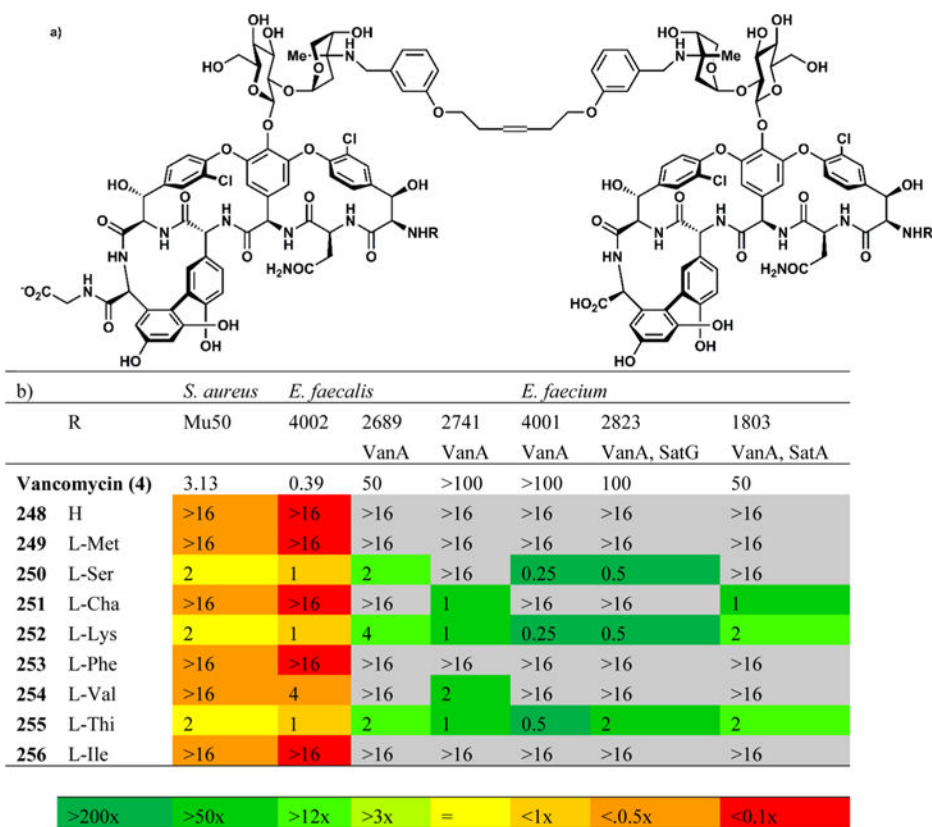 a)
OH
HO
HO
Me
H
N
HO
O
O
O
O
O
H
N
Me
OH
HO
OH
OH
O
O
O
O
O
O
Cl
O
Cl
HO
OH
O
O
O
O
O
N
H
H
N
N
H
H
N
NHR
HN
H2NOC
-O2C
H
N
O
OH
OH
HO
O
O
Cl
O
Cl
HO
OH
O
O
O
O
O
N
H
H
N
N
H
H
N
NHR
HN
H2NOC
HO2C
OH
OH
HO
b) S. aureus E. faecalis E. faecium
R Mu50 4002 2689 2741 4001 2823 1803
VanA VanA VanA VanA, SatG VanA, SatA
Vancomycin (4) 3.13 0.39 50 >100 >100 100 50
248 H >16 >16 >16 >16 >16 >16 >16
249 L-Met >16 >16 >16 >16 >16 >16 >16
250 L-Ser 2 1 2 >16 0.25 0.5 >16
251 L-Cha >16 >16 >16 1 >16 >16 1
252 L-Lys 2 1 4 1 0.25 0.5 2
253 L-Phe >16 >16 >16 >16 >16 >16 >16
254 L-Val >16 4 >16 2 >16 >16 >16
255 L-Thi 2 1 2 1 0.5 2 2
256 L-Ile >16 >16 >16 >16 >16 >16 >16
>200x >50x >12x >3x = <1x <.0.5x <0.1x